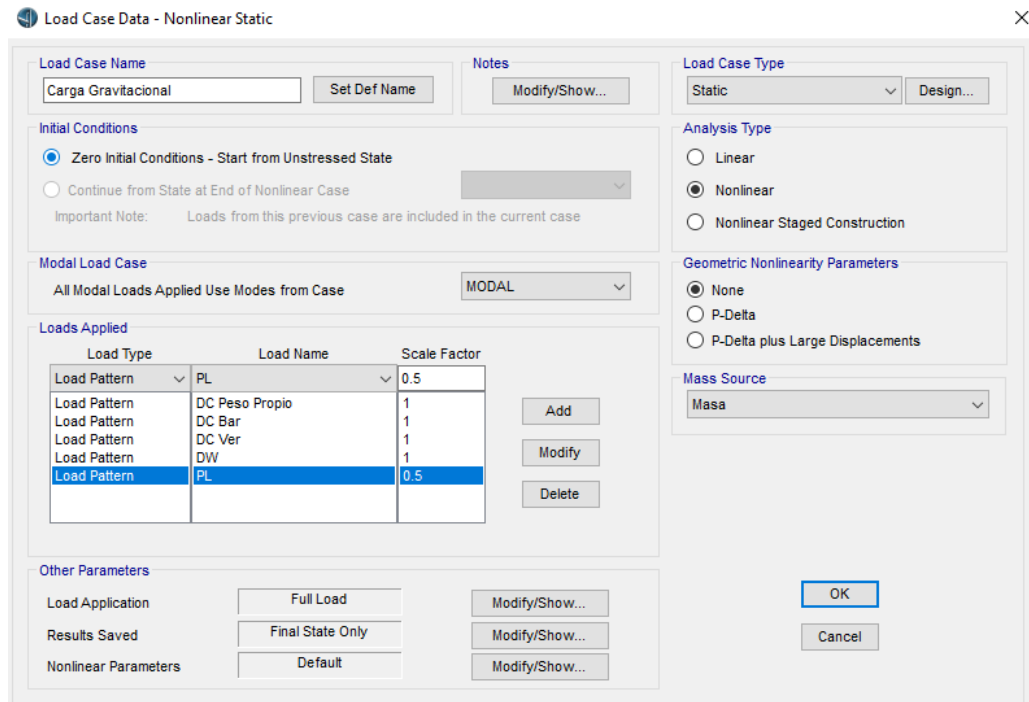 Load Case Data - Nonlinear Static
Load Case Name
Carga Gravitacional
Set Def Name
Notes
Modify/Show...
Load Case Type
Static
Design...
Initial Conditions
Zero Initial Conditions - Start from Unstressed State
Continue from State at End of Nonlinear Case
Important Note: Loads from this previous case are included in the current case
Analysis Type
Linear
Nonlinear
Nonlinear Staged Construction
Modal Load Case
All Modal Loads Applied Use Modes from Case
MODAL
Geometric Nonlinearity Parameters
None
P-Delta
P-Delta plus Large Displacements
Loads Applied
Load Type Load Name Scale Factor
Load Pattern PL 0.5
Load Pattern DC Peso Propio 1
Load Pattern DC Bar 1
Load Pattern DC Ver 1
Load Pattern DW 1
Load Pattern PL 0.5
Add
Modify
Delete
Mass Source
Masa
Other Parameters
Load Application Full Load Modify/Show...
Results Saved Final State Only Modify/Show...
Nonlinear Parameters Default Modify/Show...
OK
Cancel